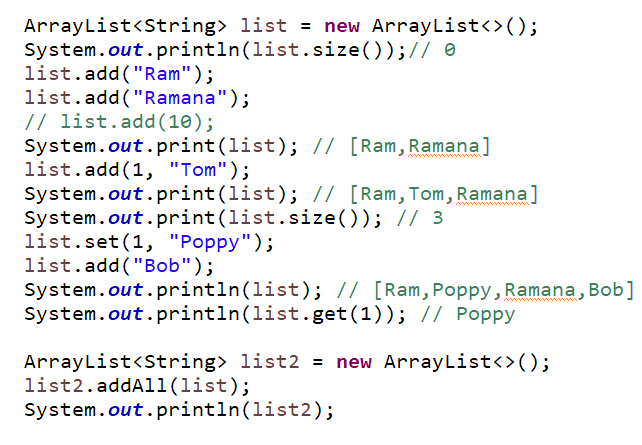 ArrayList<String> list = new ArrayList<>();
System.out.println(list.size());// 0
list.add("Ram");
list.add("Ramana");
// list.add(10);
System.out.print(list); // [Ram,Ramana]
list.add(1, "Tom");
System.out.print(list); // [Ram,Tom,Ramana]
System.out.print(list.size()); // 3
list.set(1, "Poppy");
list.add("Bob");
System.out.println(list); // [Ram,Poppy,Ramana,Bob]
System.out.println(list.get(1)); // Poppy
ArrayList<String> list2 = new ArrayList<>();
list2.addAll(list);
System.out.println(list2);